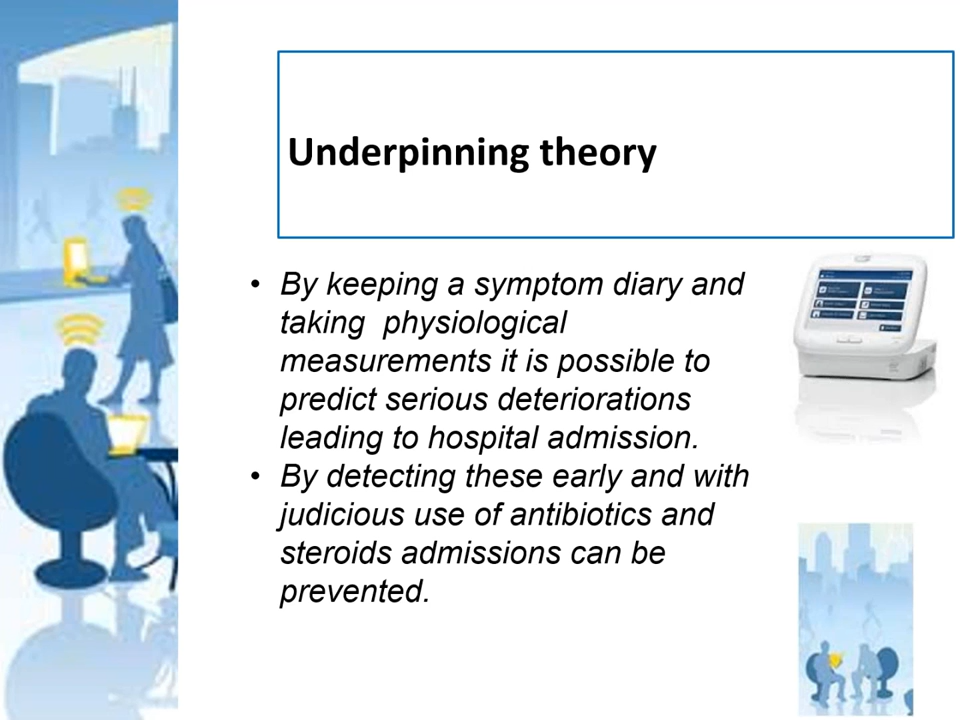 Underpinning theory
• By keeping a symptom diary and
taking  physiological
measurements it is possible to
predict serious deteriorations
leading to hospital admission.
• By detecting these early and with
judicious use of antibiotics and
steroids admissions can be
prevented.